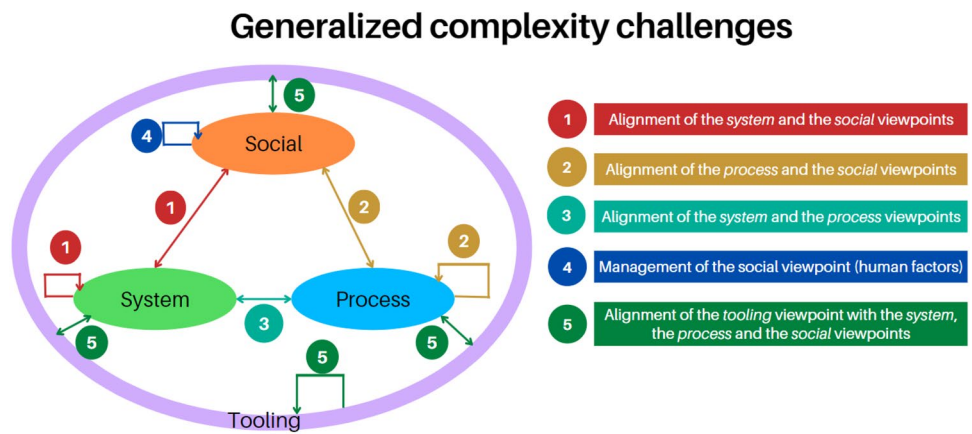 Generalized complexity challenges
5
4
Social
1
2
1
2
System
Process
3
5
5
5
Tooling
1
Alignment of the system and the social viewpoints
2
Alignment of the process and the social viewpoints
3
Alignment of the system and the process viewpoints
4
Management of the social viewpoint (human factors)
5
Alignment of the tooling viewpoint with the system,
the process and the social viewpoints